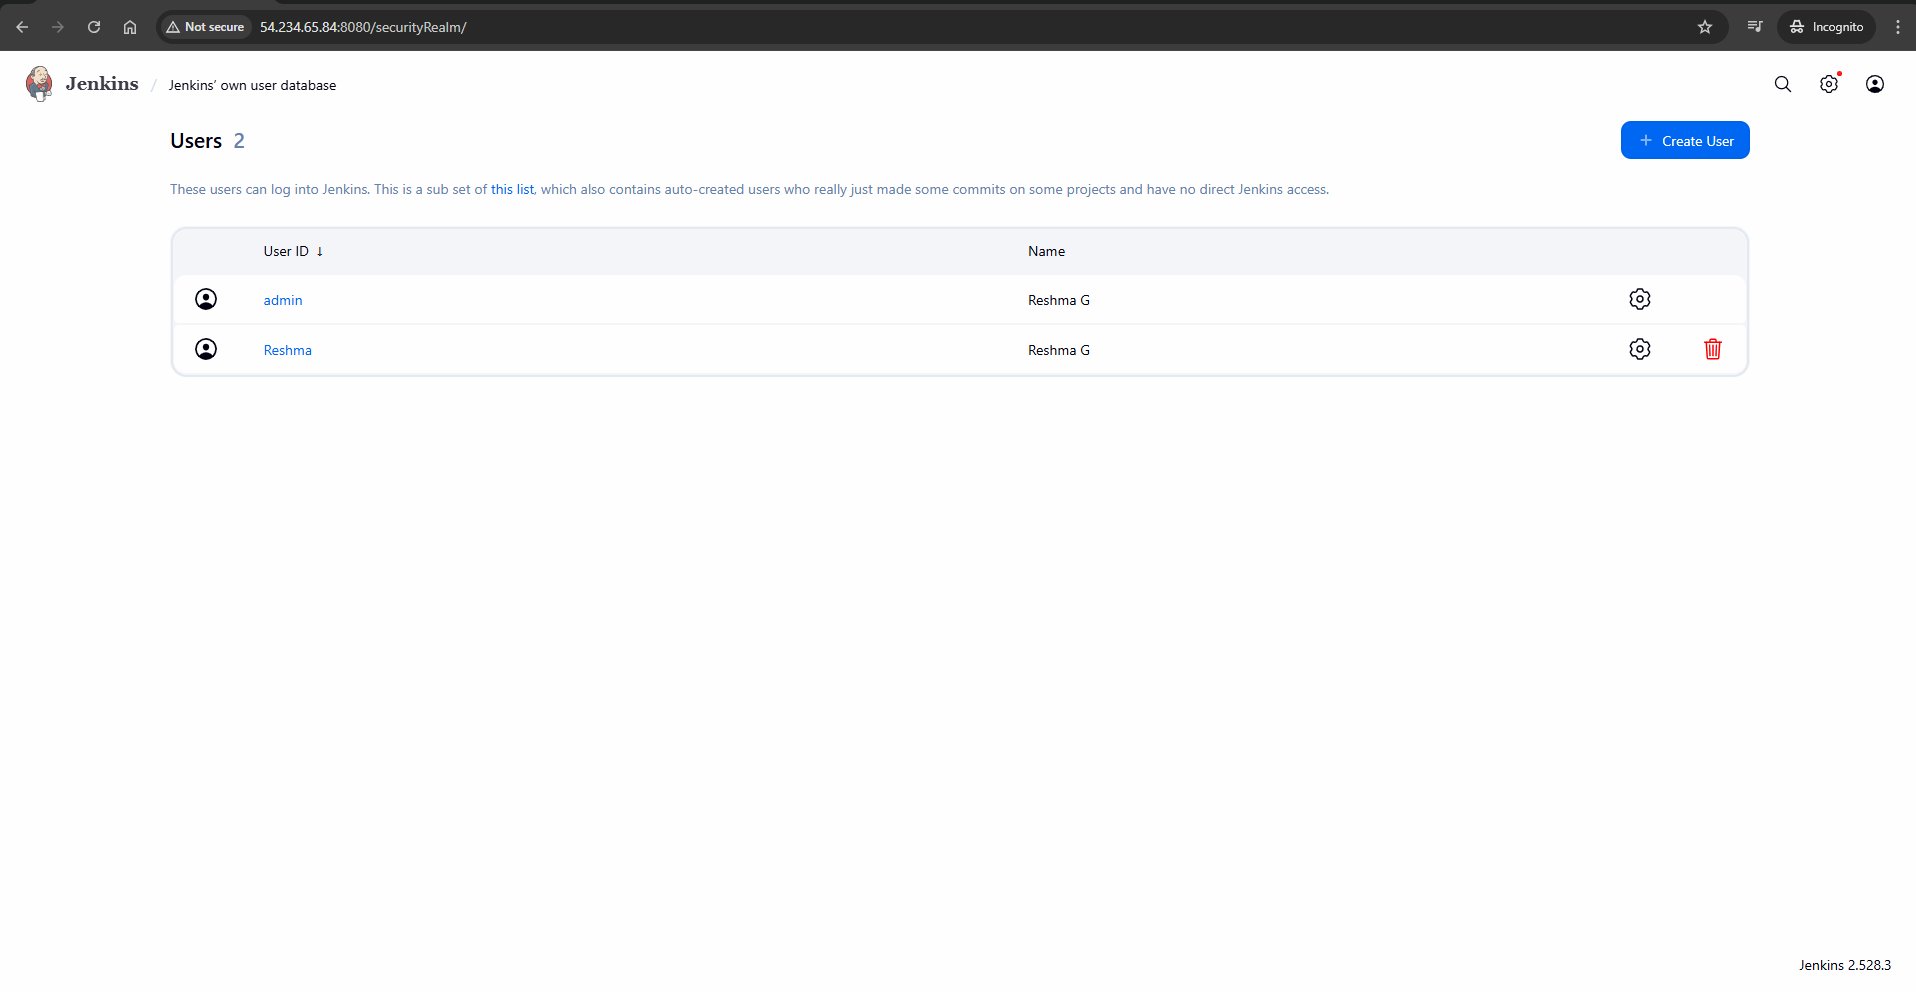 Not secure 54.234.65.84:8080/securityRealm/ Incognito
Jenkins / Jenkins' own user database
Users 2
+ Create User
These users can log into Jenkins. This is a sub set of this list, which also contains auto-created users who really just made some commits on some projects and have no direct Jenkins access.
User ID ↓ Name
admin Reshma G
Reshma Reshma G
Jenkins 2.528.3